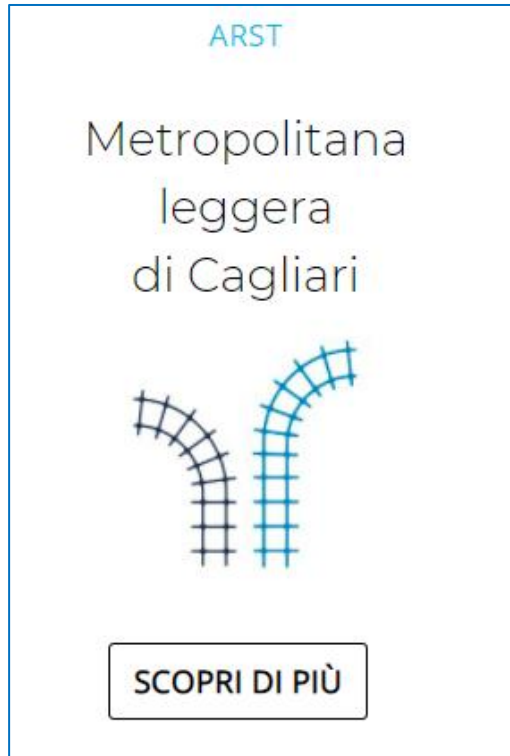 ARST
Metropolitana
leggera
di Cagliari
SCOPRI DI PIÙ